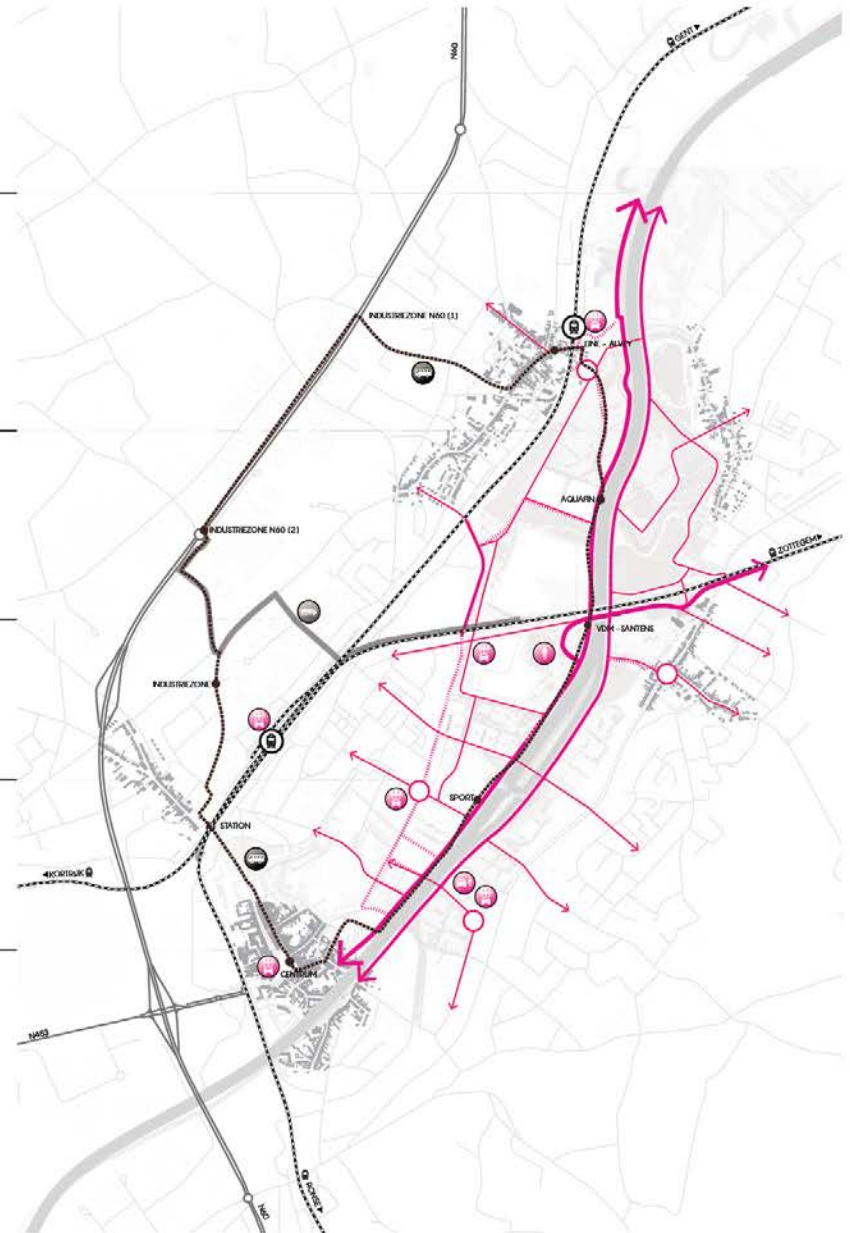 N60
GENT
INDUSTRIEZONE N60 (1)
EINE - ALVEY
AQUAFIN
INDUSTRIEZONE N60 (2)
ZOTTEGEM
VDM - SANTENS
INDUSTRIEZONE
SPORT
STATION
KORTRIJK
CENTRUM
N453
RONSE
N60